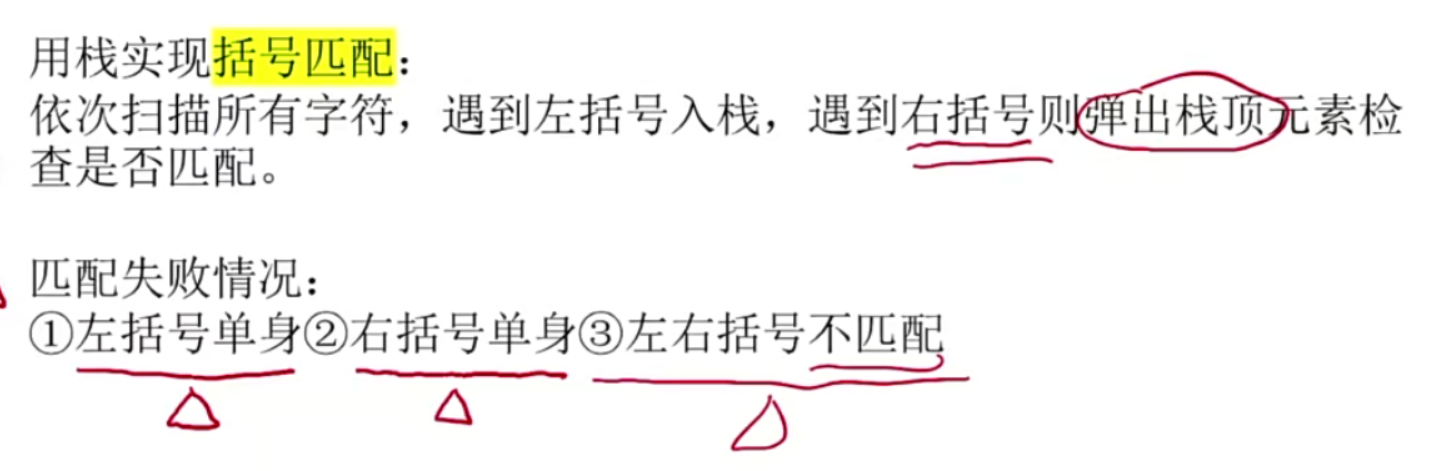 用栈实现括号匹配：
依次扫描所有字符，遇到左括号入栈，遇到右括号则弹出栈顶元素检
查是否匹配。
匹配失败情况：
①左括号单身②右括号单身③左右括号不匹配